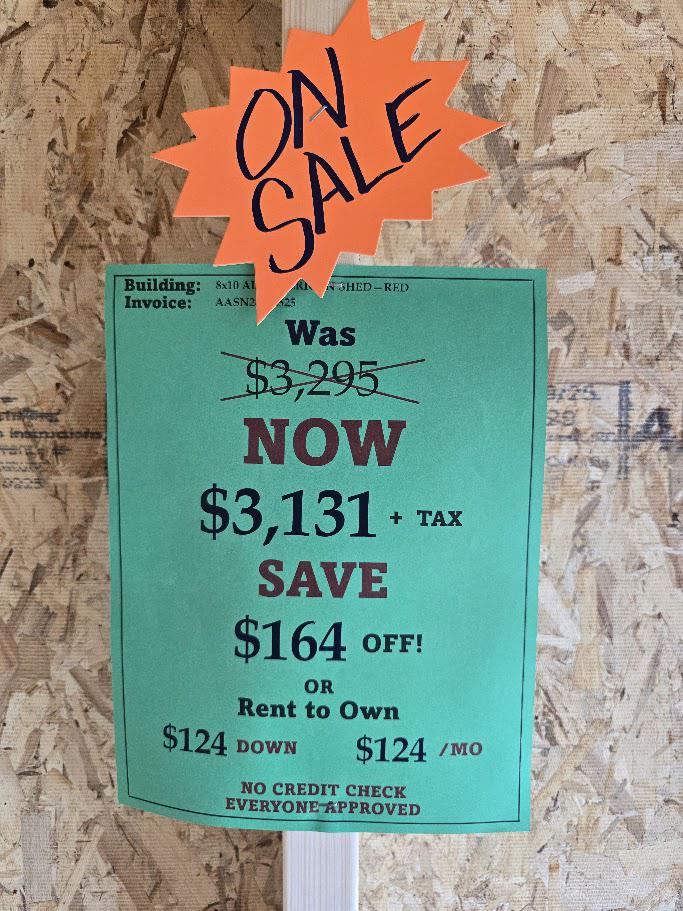 ON
SALE
Building: 8x10 SHED—RED
Invoice:
Was
$3,295
NOW
$3,131 + TAX
SAVE
$164 OFF!
OR
Rent to Own
$124 DOWN $124 /MO
NO CREDIT CHECK
EVERYONE APPROVED